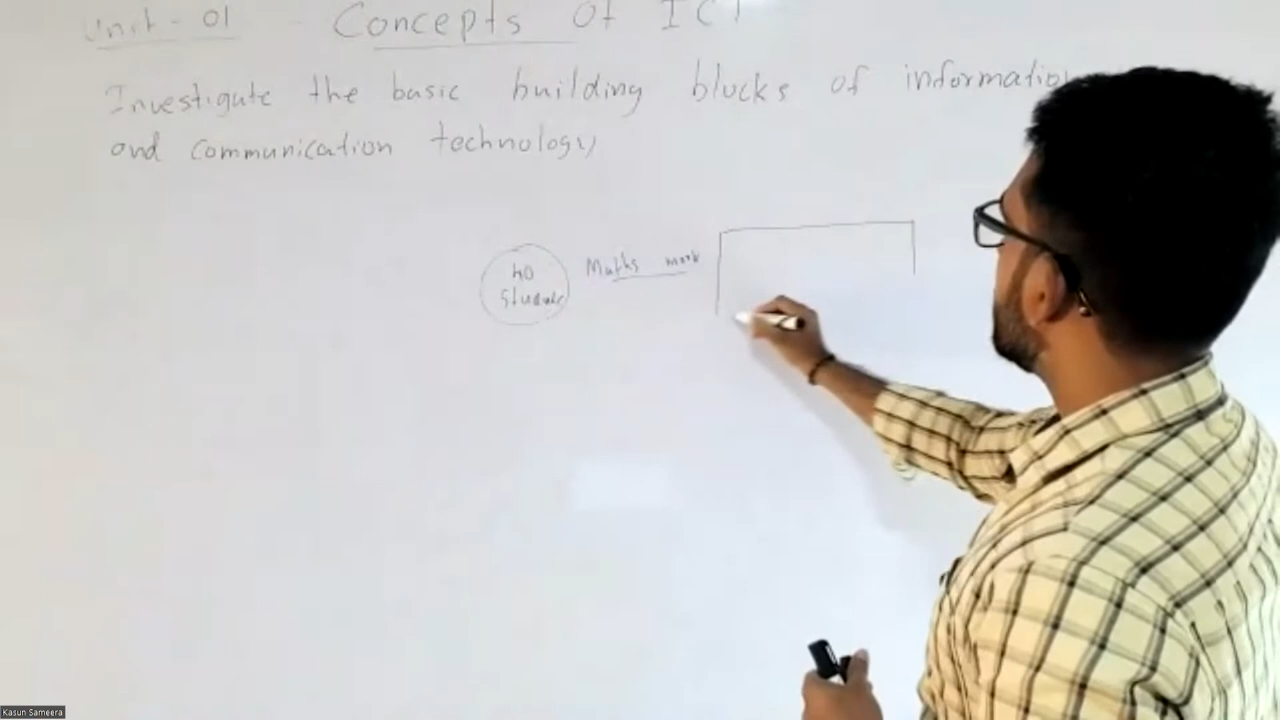 Unit - 01 - Concepts of ICT
Investigate the basic building blocks of information
and communication technology
40
Students
Maths mark
Kasun Sameera